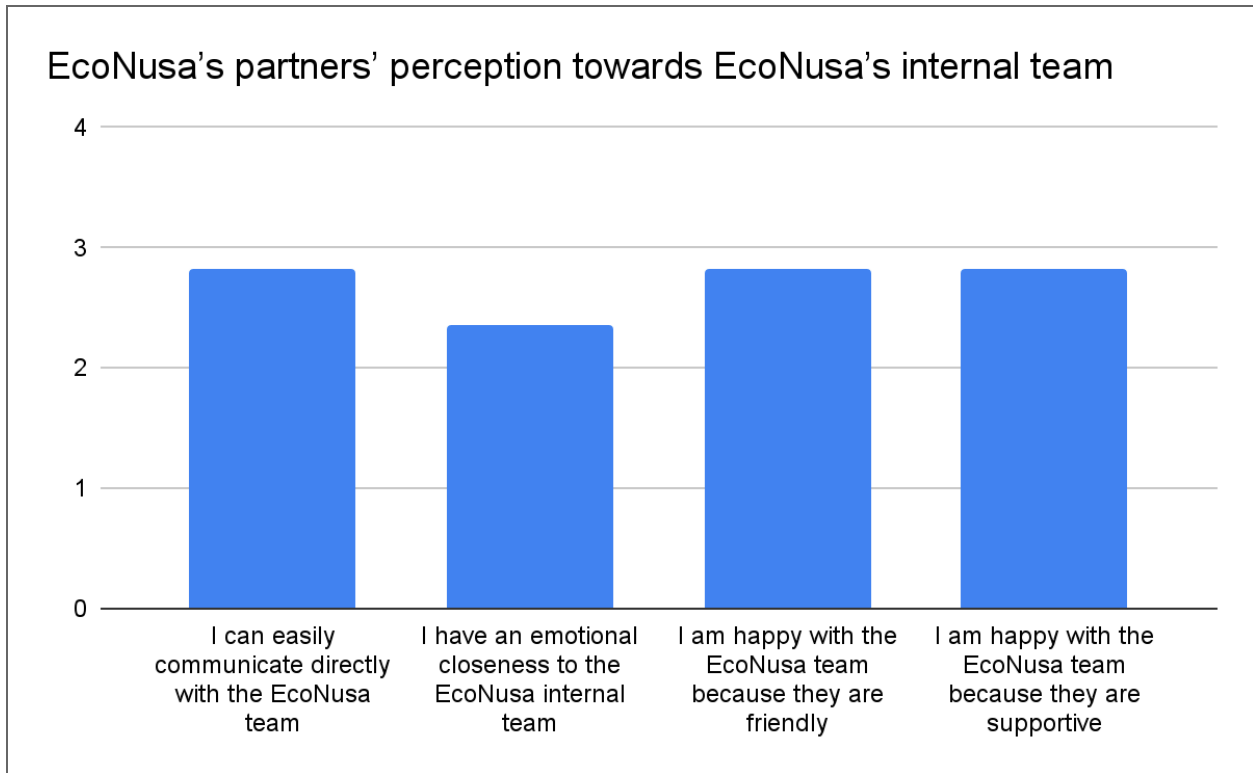 EcoNusa’s partners’ perception towards EcoNusa’s internal team
4
3
2
1
0
I can easily
communicate directly
with the EcoNusa
team
I have an emotional
closeness to the
EcoNusa internal
team
I am happy with the
EcoNusa team
because they are
friendly
I am happy with the
EcoNusa team
because they are
supportive